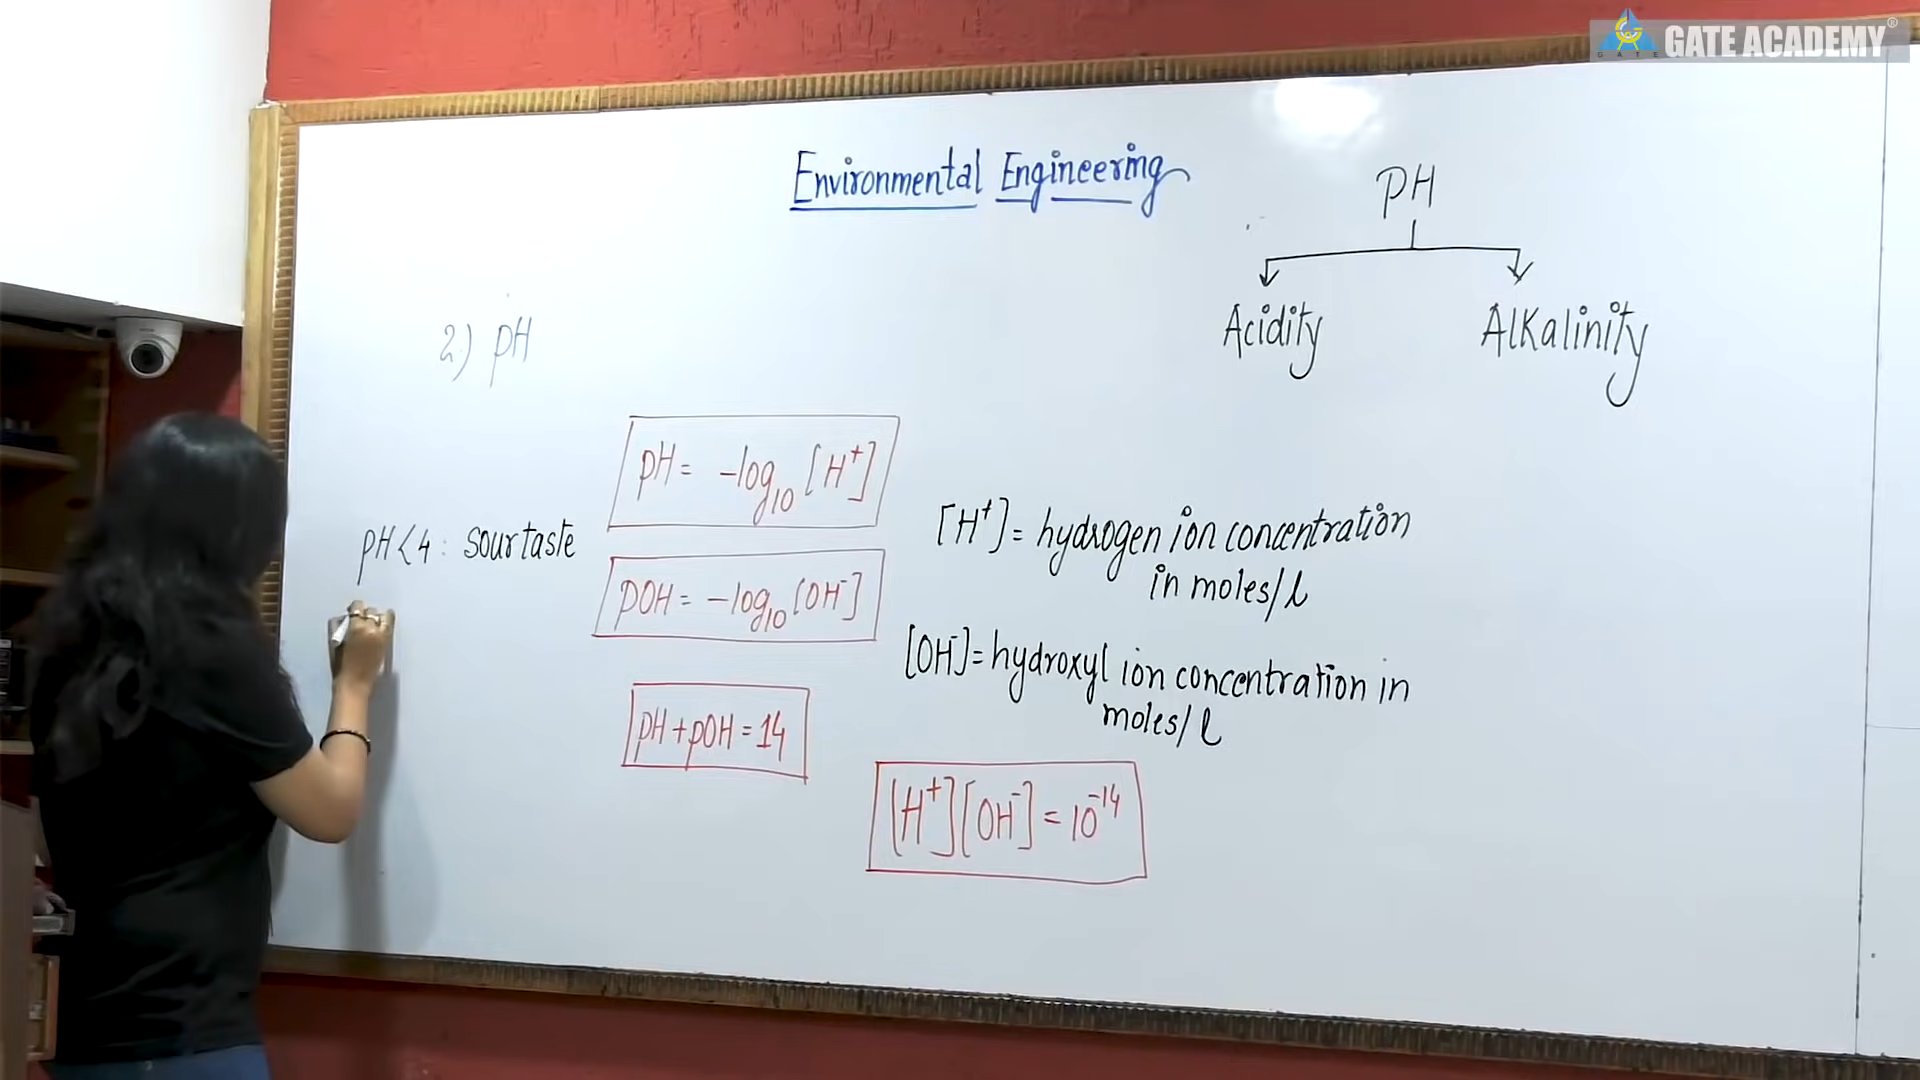 GATE ACADEMY®
GATE
Environmental Engineering
pH
Acidity
Alkalinity
2) pH
pH = -log₁₀ [H⁺]
pH < 4 : sour taste
[H⁺] = hydrogen ion concentration
in moles/l
pOH = -log₁₀ [OH⁻]
[OH⁻] = hydroxyl ion concentration in
moles/l
pH + pOH = 14
[H⁺] [OH⁻] = 10⁻¹⁴